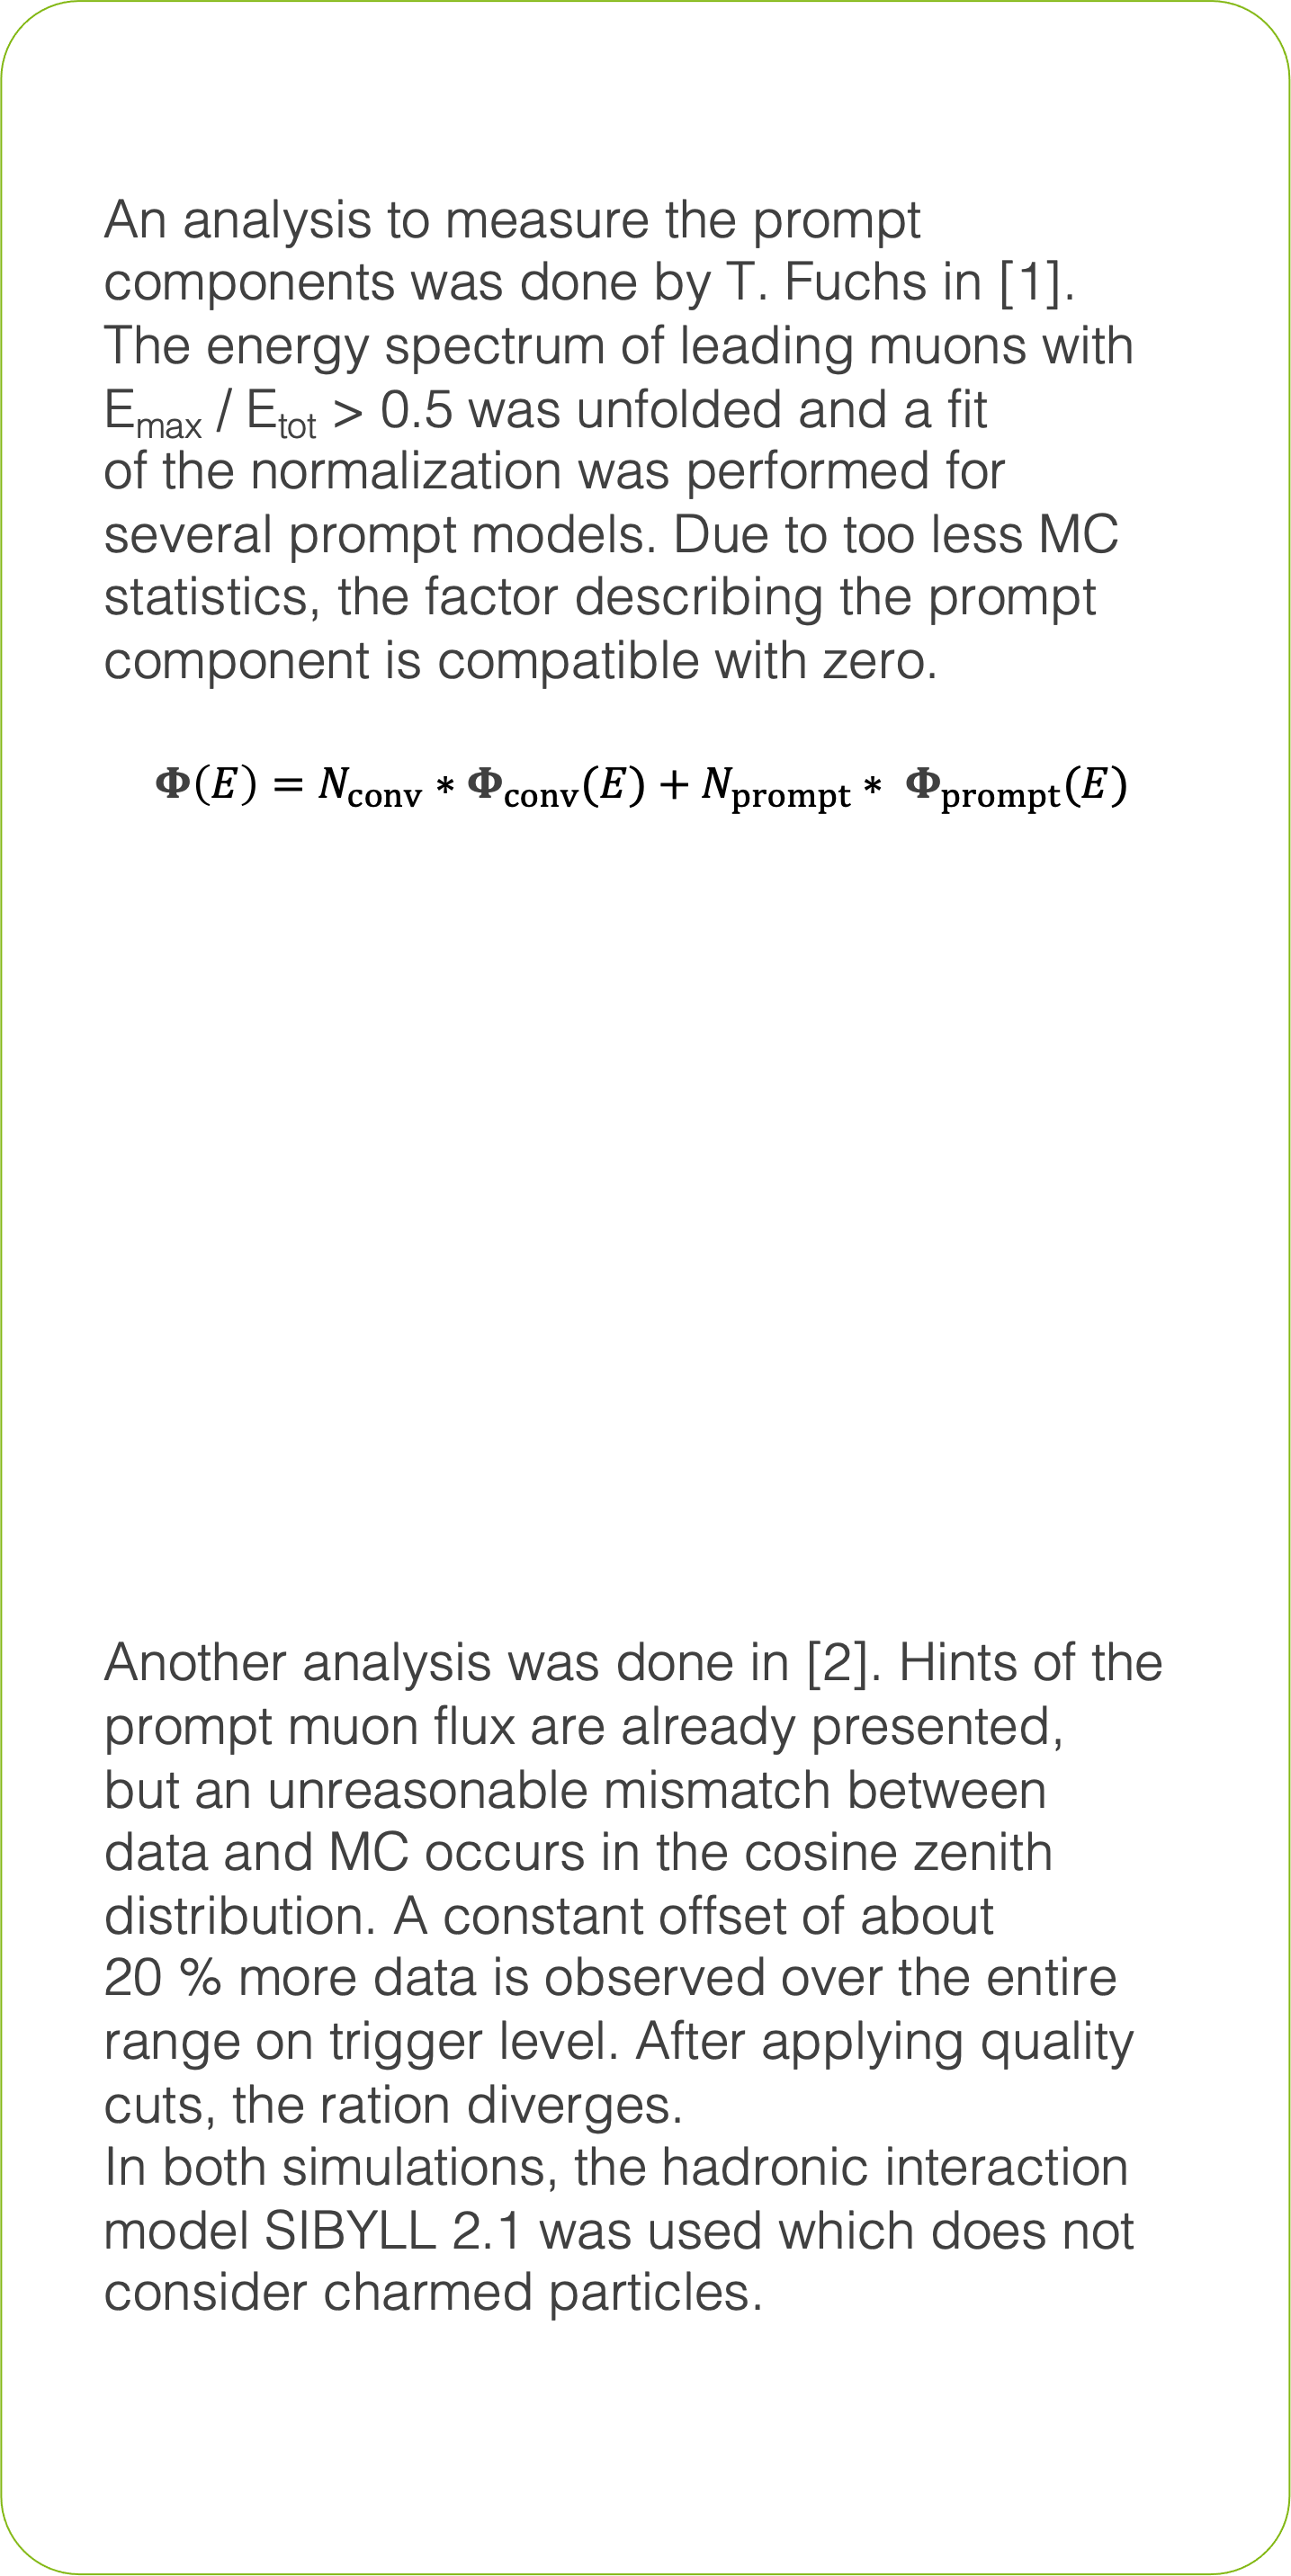 An analysis to measure the prompt
components was done by T. Fuchs in [1].
The energy spectrum of leading muons with
Emax / Etot > 0.5 was unfolded and a fit
of the normalization was performed for
several prompt models. Due to too less MC
statistics, the factor describing the prompt
component is compatible with zero.
Φ(E) = Nconv ∗ Φconv(E) + Nprompt ∗ Φprompt(E)
Another analysis was done in [2]. Hints of the
prompt muon flux are already presented,
but an unreasonable mismatch between
data and MC occurs in the cosine zenith
distribution. A constant offset of about
20 % more data is observed over the entire
range on trigger level. After applying quality
cuts, the ration diverges.
In both simulations, the hadronic interaction
model SIBYLL 2.1 was used which does not
consider charmed particles.